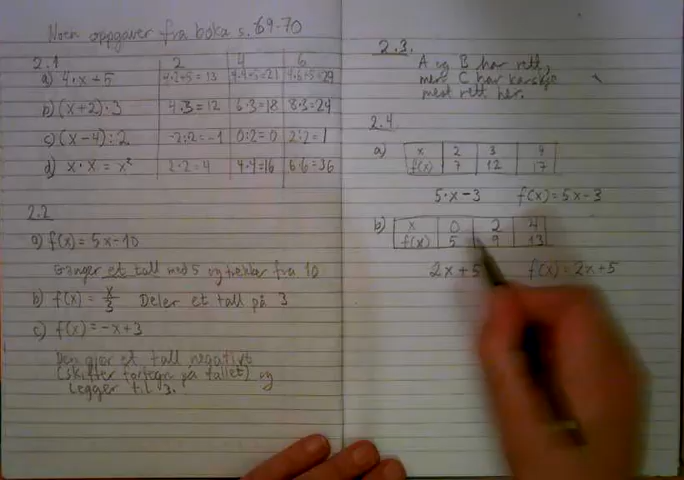 Noen oppgaver fra boka s. 69-70
2.1 2 4 6
a) 4·x+5 4·2+5=13 4·4+5=21 4·6+5=29
b) (x+2)·3 4·3=12 6·3=18 8·3=24
c) (x-4):2 -2:2=-1 0:2=0 2:2=1
d) x·x=x² 2·2=4 4·4=16 6·6=36
2.2
a) f(x)=5x-10
Ganger et tall med 5 og trekker fra 10
b) f(x)=x/3 Deler et tall på 3
c) f(x)=-x+3
Den gjør et tall negativt
(skifter fortegn på tallet) og
legger til 3.
2.3.
A og B har rett,
men C har kanskje
mest rett her.
2.4
a) x 2 3 4
f(x) 7 12 17
5·x-3 f(x)=5x-3
b) x 0 2 4
f(x) 5 9 13
2x+5 f(x)=2x+5